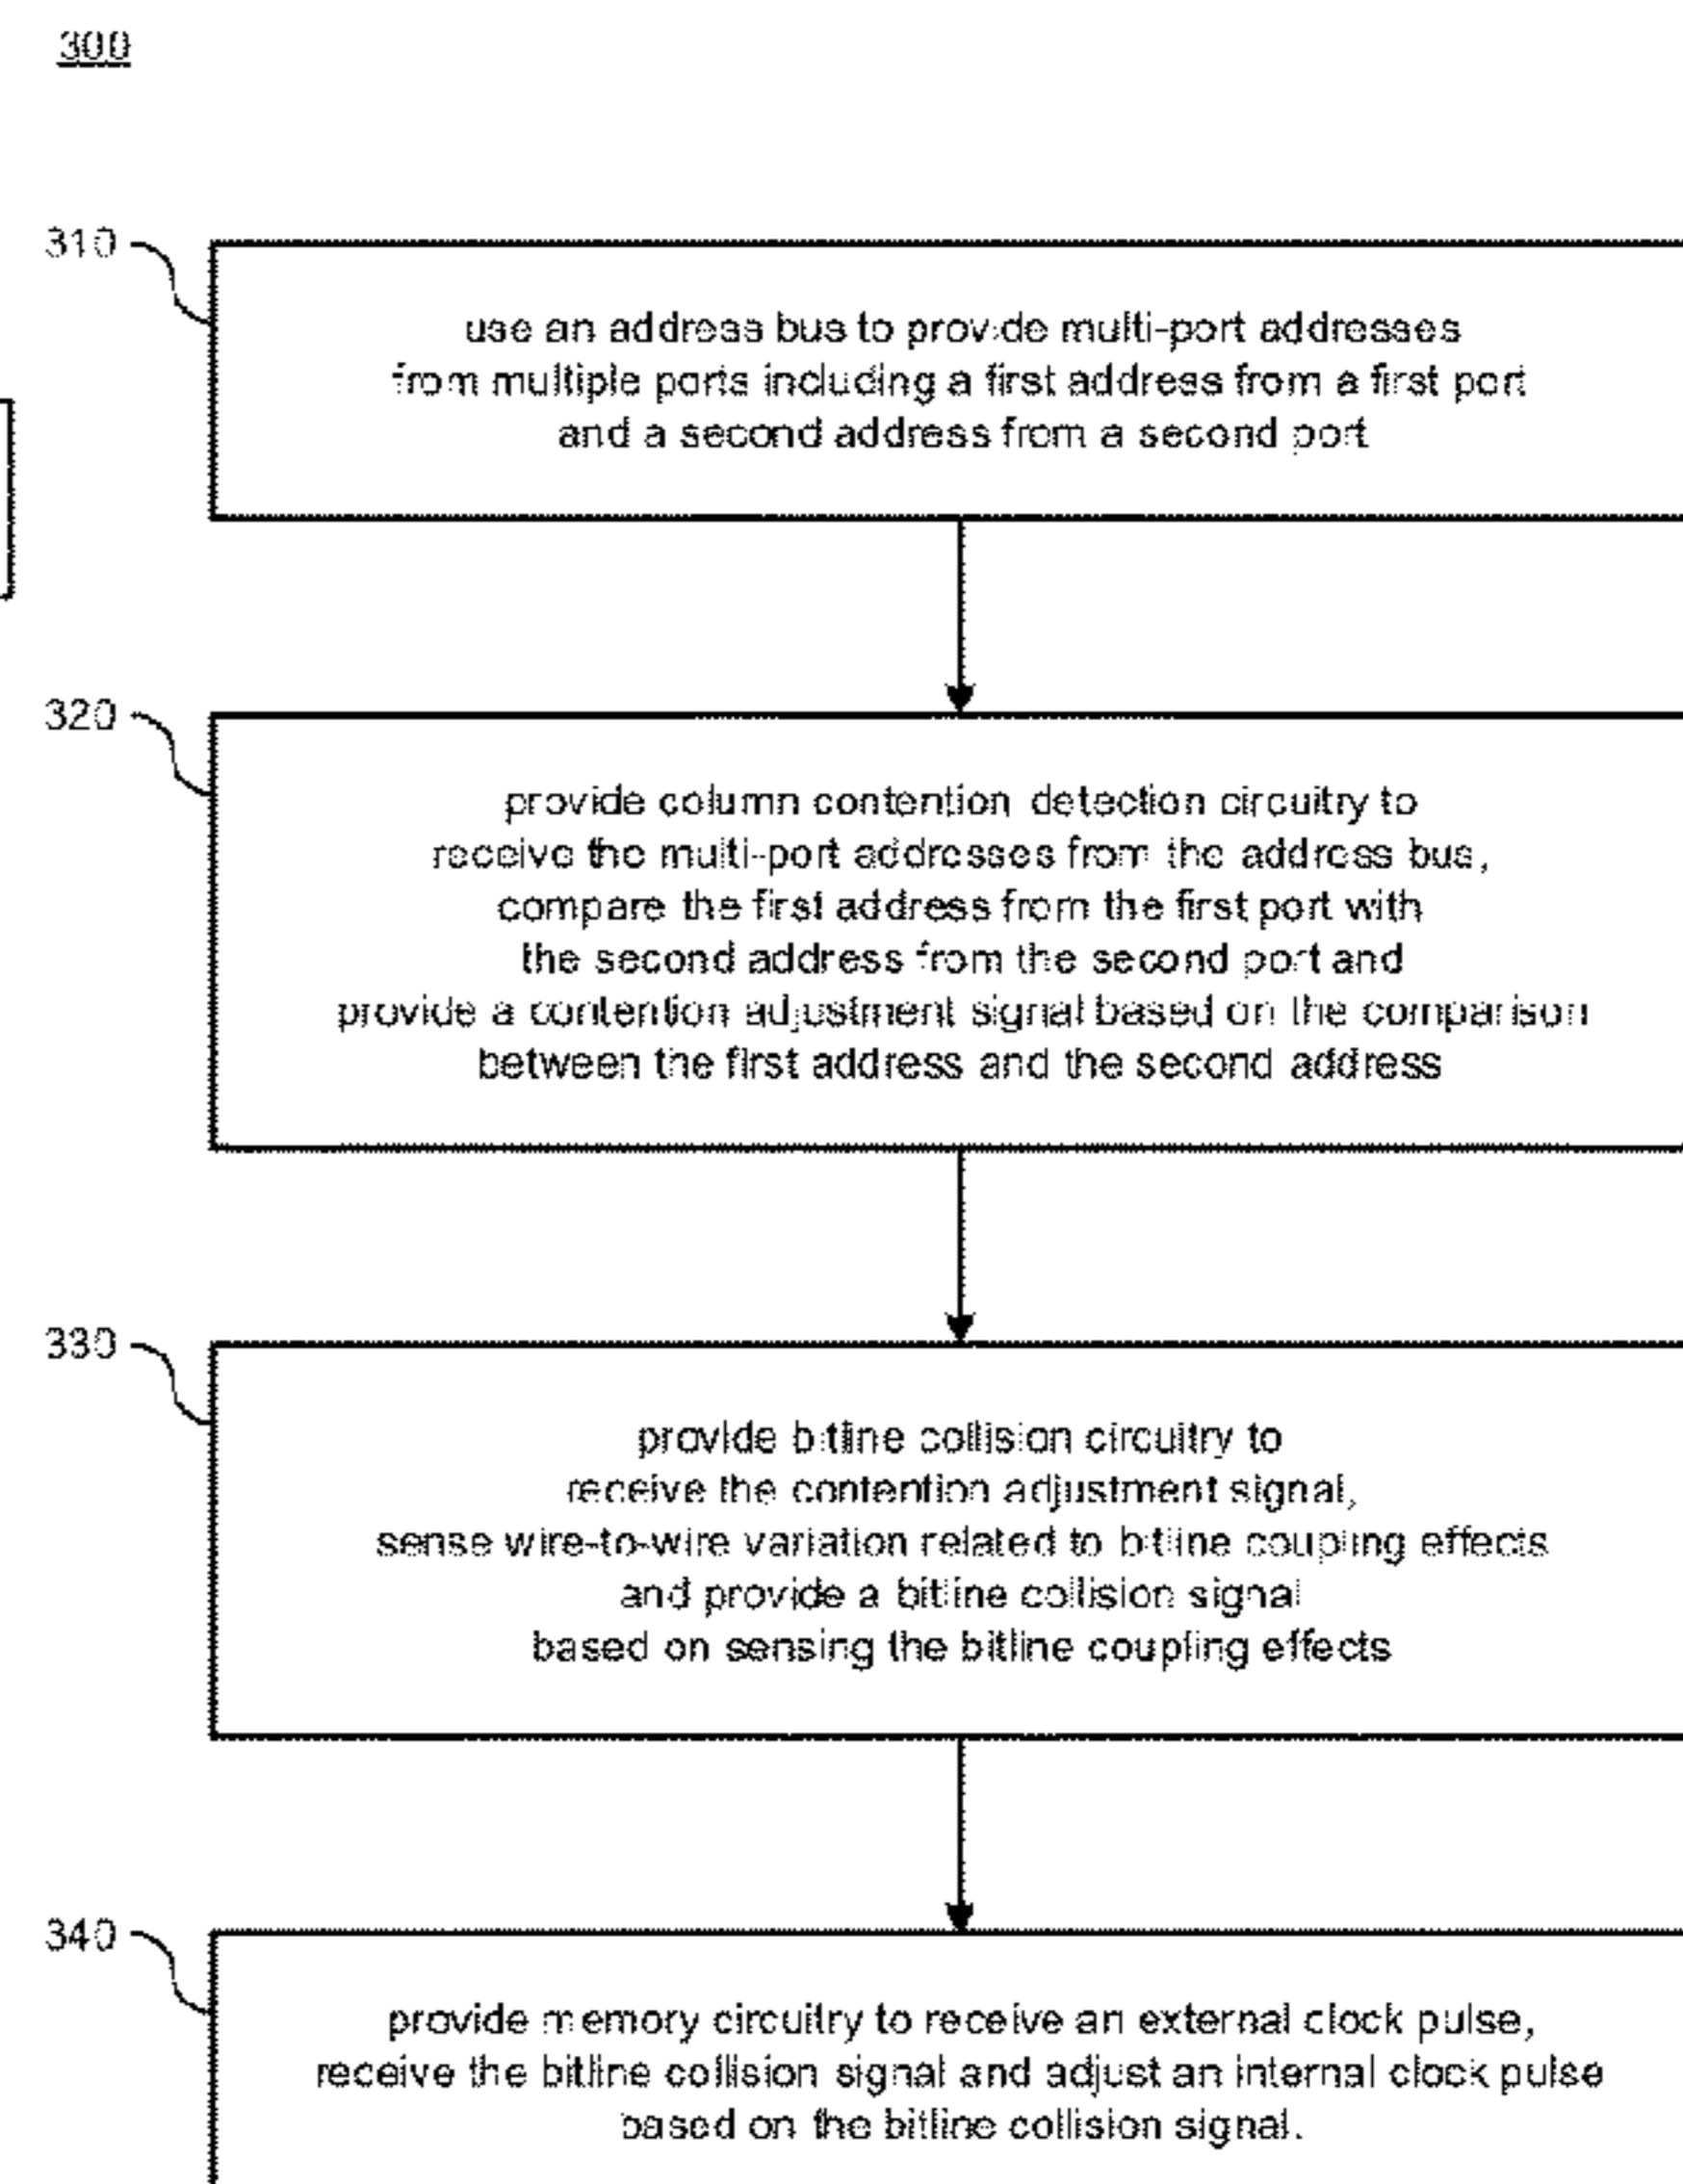 300
310
use an address bus to provide multi-port addresses
from multiple ports including a first address from a first port
and a second address from a second port
320
provide column contention detection circuitry to
receive the multi-port addresses from the address bus,
compare the first address from the first port with
the second address from the second port and
provide a contention adjustment signal based on the comparison
between the first address and the second address
330
provide bitline collision circuitry to
receive the contention adjustment signal,
sense wire-to-wire variation related to bitline coupling effects
and provide a bitline collision signal
based on sensing the bitline coupling effects
340
provide memory circuitry to receive an external clock pulse,
receive the bitline collision signal and adjust an internal clock pulse
based on the bitline collision signal.